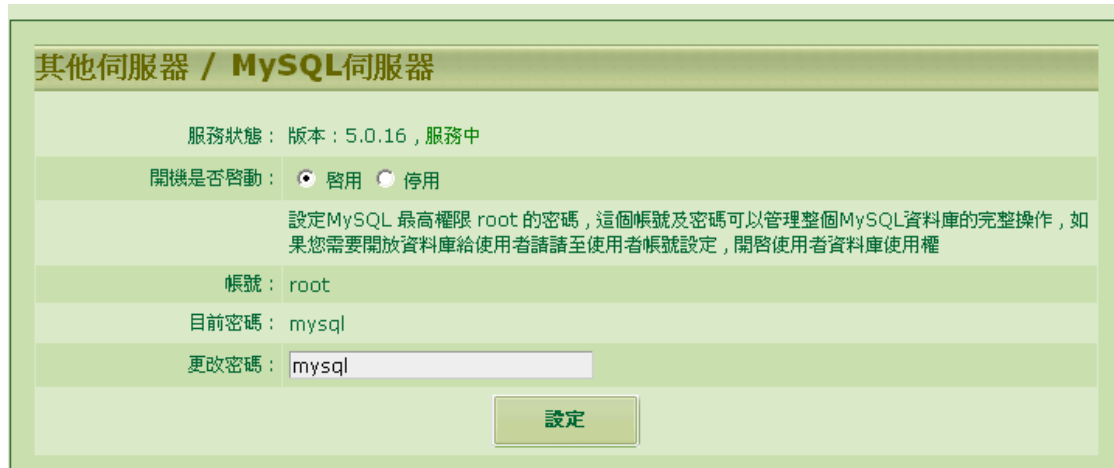 其他伺服器 / MySQL伺服器
服務狀態： 版本：5.0.16 , 服務中
開機是否啓動： 啓用 停用
設定MySQL 最高權限 root 的密碼 , 這個帳號及密碼可以管理整個MySQL資料庫的完整操作 , 如
果您需要開放資料庫給使用者請請至使用者帳號設定 , 開啓使用者資料庫使用權
帳號： root
目前密碼： mysql
更改密碼： mysql
設定